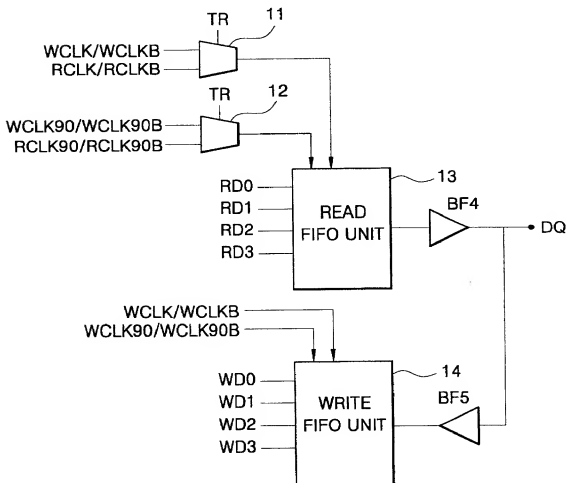 TR
11
WCLK/WCLKB
RCLK/RCLKB
TR
12
WCLK90/WCLK90B
RCLK90/RCLK90B
13
RD0
RD1
RD2
RD3
READ
FIFO UNIT
BF4
DQ
WCLK/WCLKB
WCLK90/WCLK90B
14
WD0
WD1
WD2
WD3
WRITE
FIFO UNIT
BF5